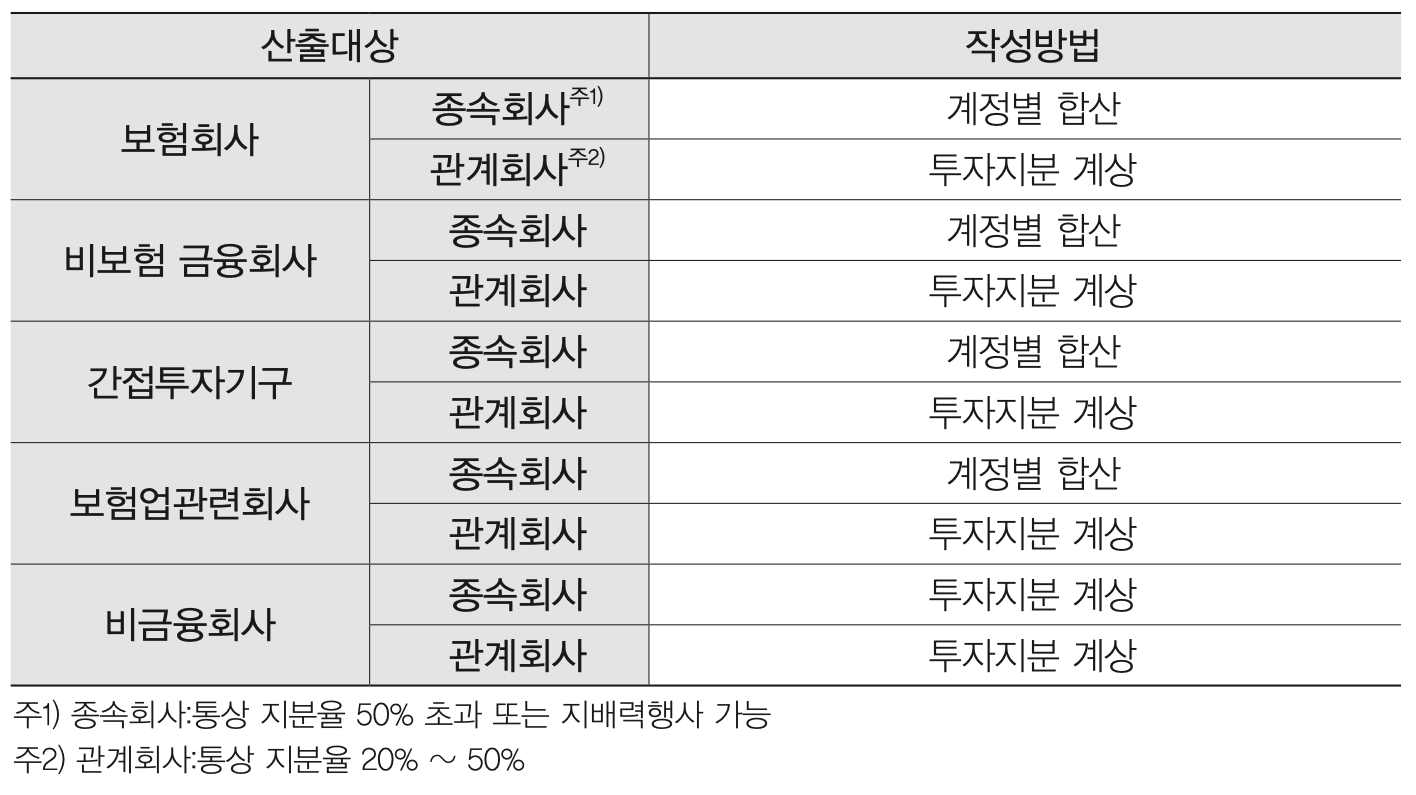 산출대상 작성방법
보험회사 종속회사주1) 계정별 합산
관계회사주2) 투자지분 계상
비보험 금융회사 종속회사 계정별 합산
관계회사 투자지분 계상
간접투자기구 종속회사 계정별 합산
관계회사 투자지분 계상
보험업관련회사 종속회사 계정별 합산
관계회사 투자지분 계상
비금융회사 종속회사 투자지분 계상
관계회사 투자지분 계상
주1) 종속회사:통상 지분율 50% 초과 또는 지배력행사 가능
주2) 관계회사:통상 지분율 20% ~ 50%